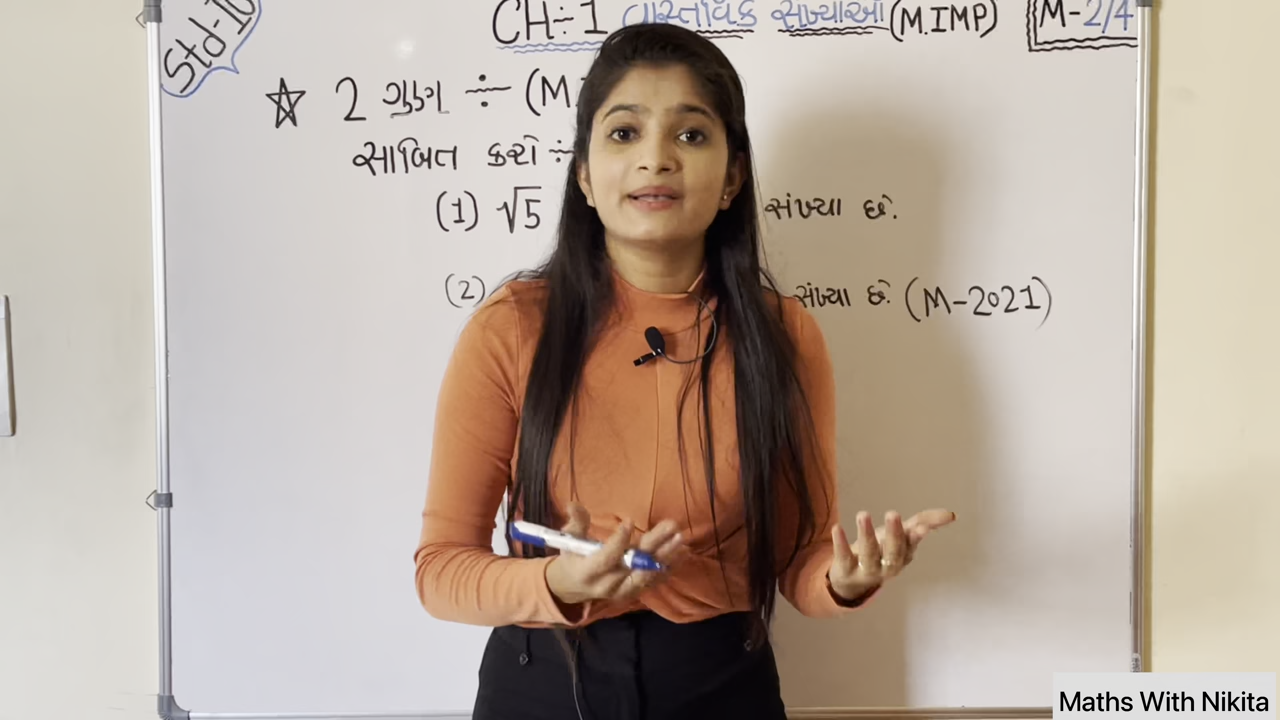 Std-10
CH÷1 વાસ્તવિક સંખ્યાઓ (M.IMP)
M-2/4
☆ 2 ગુણ ÷ (M
સાબિત કરો ÷
(1) √5 સંખ્યા છે.
(2) સંખ્યા છે. (M-2021)
Maths With Nikita